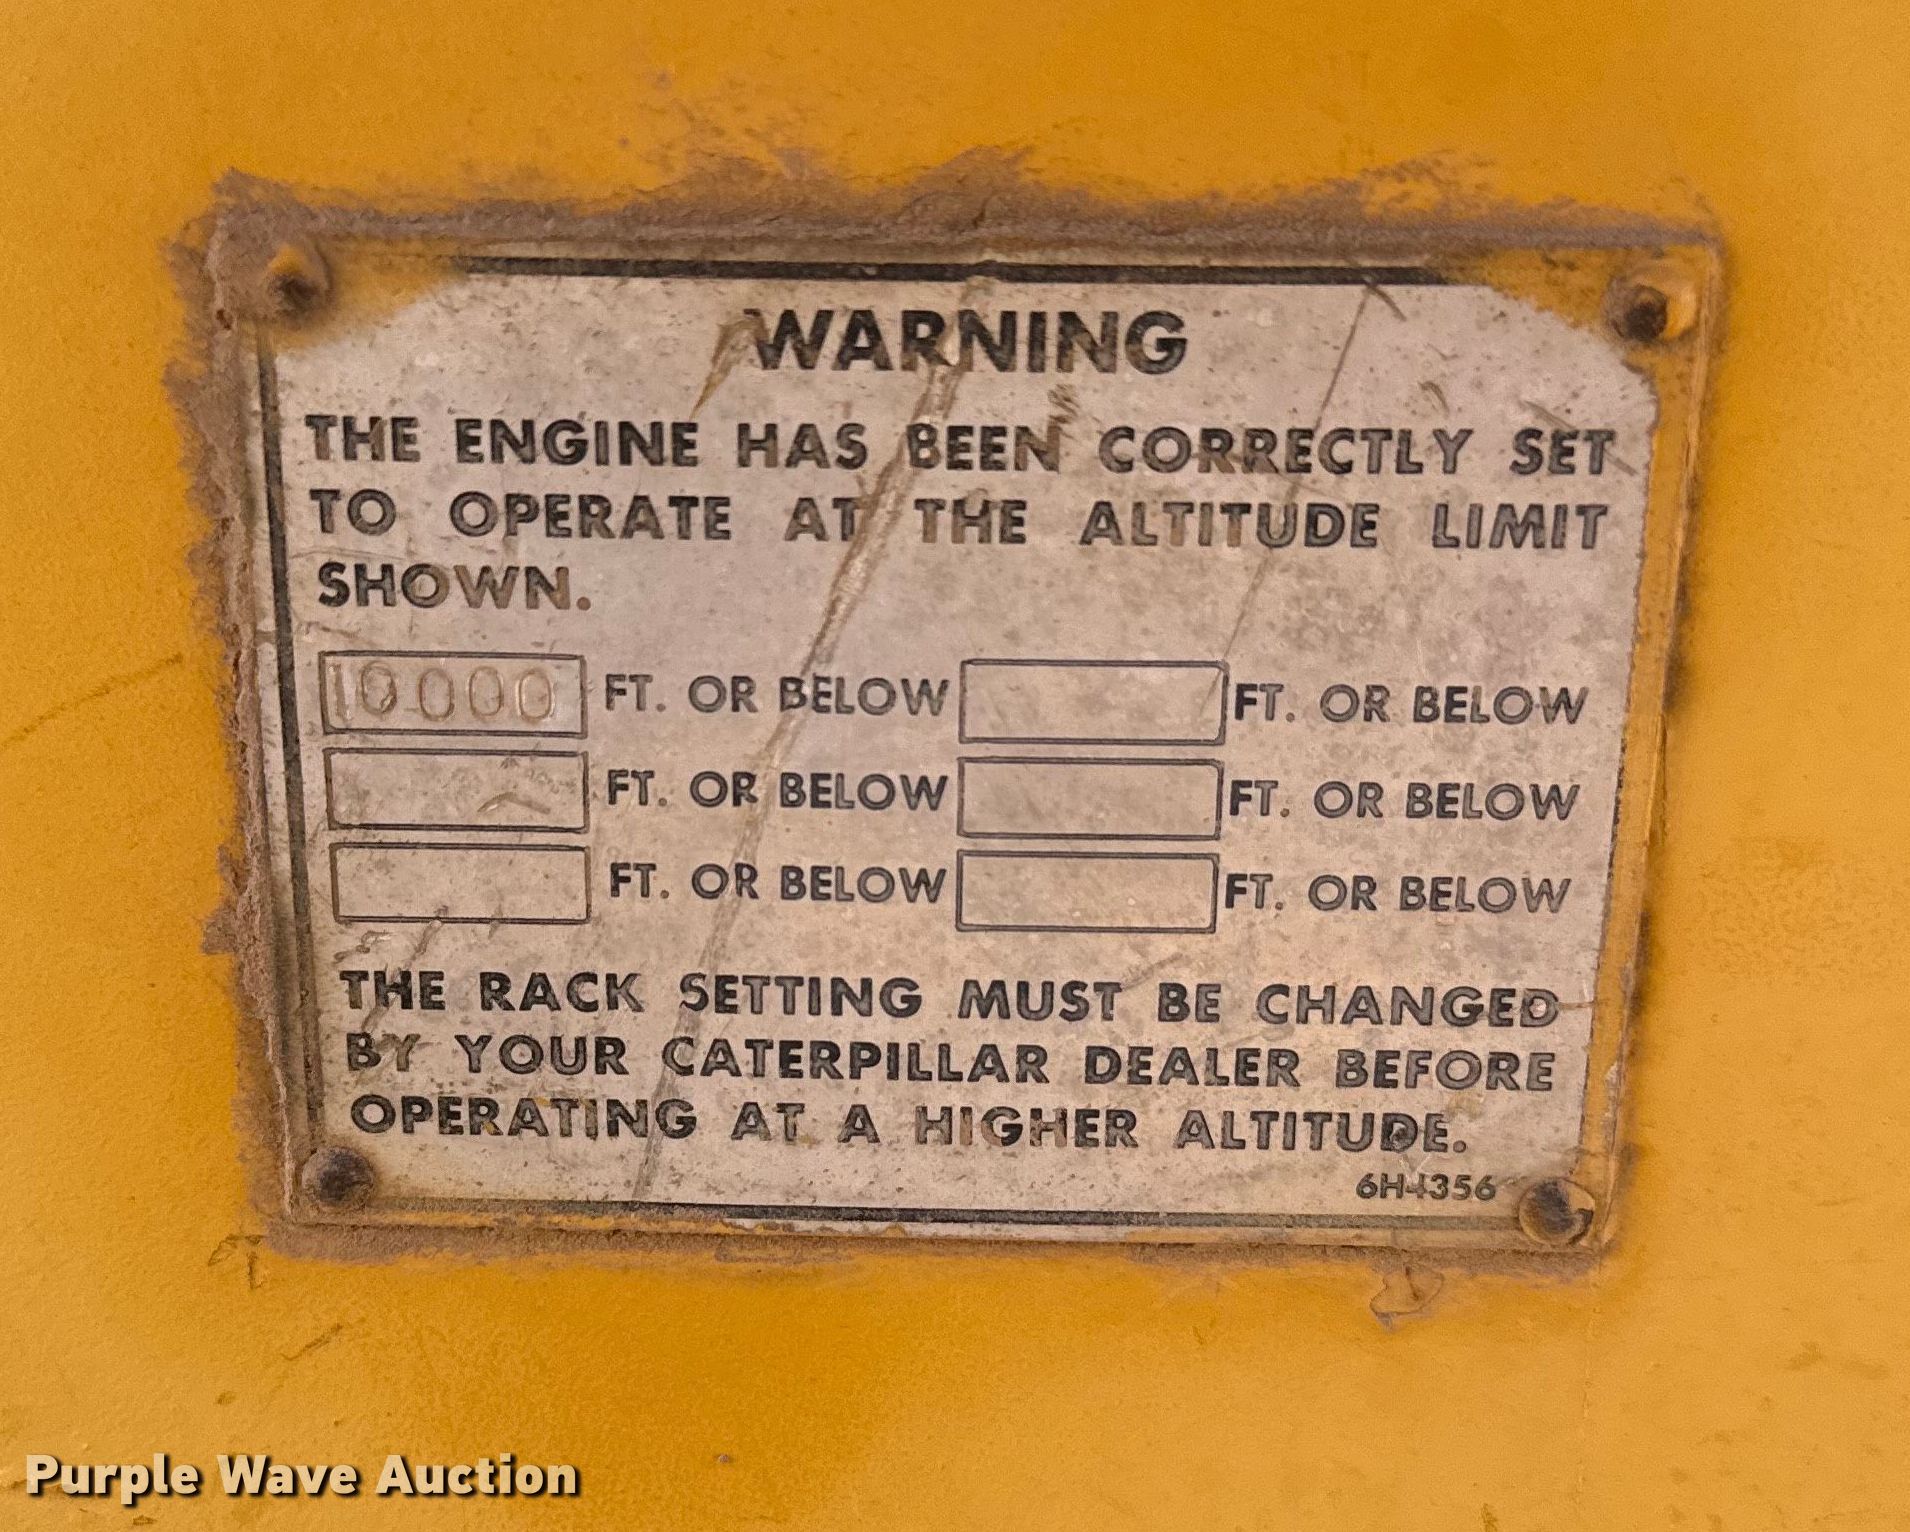 WARNING
THE ENGINE HAS BEEN CORRECTLY SET
TO OPERATE AT THE ALTITUDE LIMIT
SHOWN.
10000 FT. OR BELOW FT. OR BELOW
FT. OR BELOW FT. OR BELOW
FT. OR BELOW FT. OR BELOW
THE RACK SETTING MUST BE CHANGED
BY YOUR CATERPILLAR DEALER BEFORE
OPERATING AT A HIGHER ALTITUDE.
6H4356
Purple Wave Auction